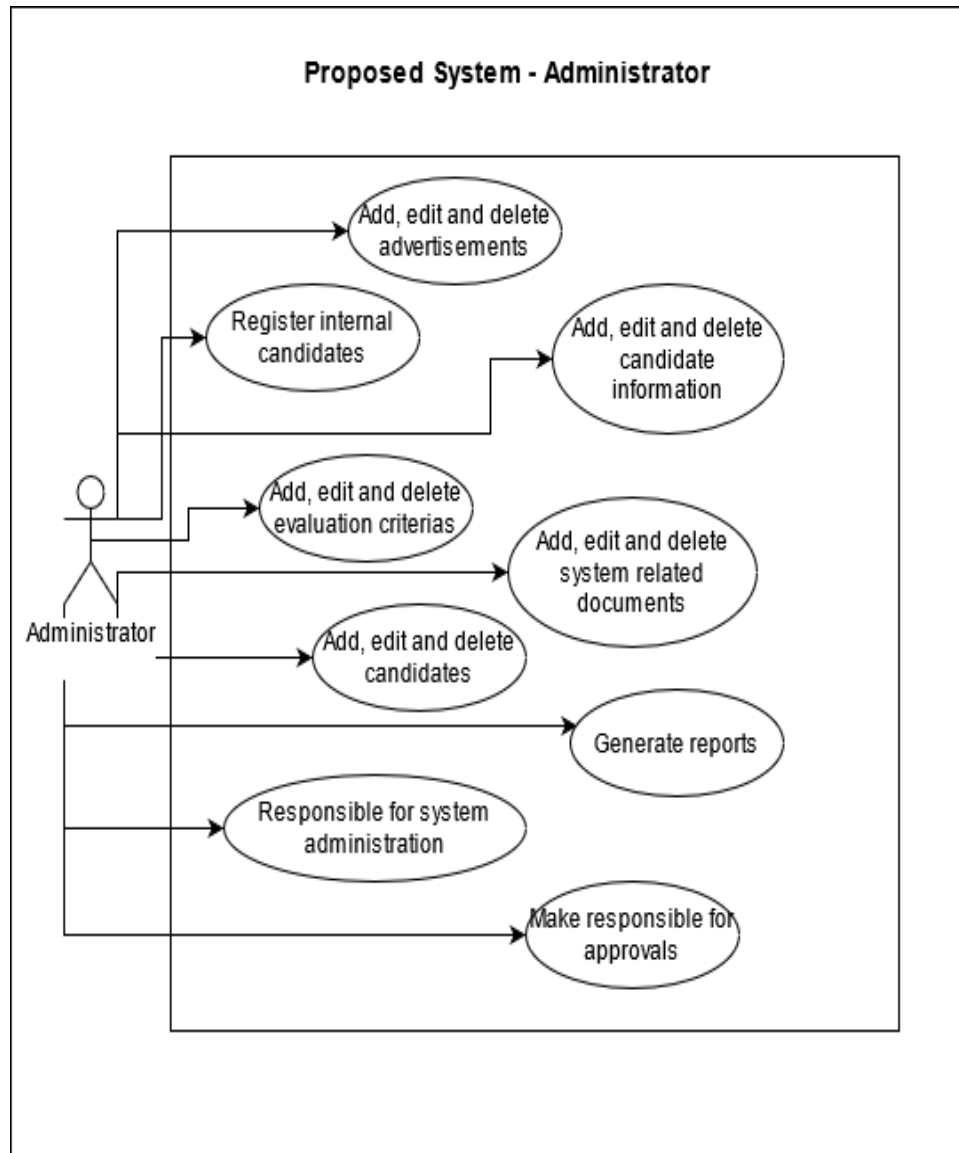 Proposed System - Administrator
Add, edit and delete
advertisements
Register internal
candidates
Add, edit and delete
candidate
information
Add, edit and delete
evaluation criterias
Add, edit and delete
system related
documents
Administrator
Add, edit and delete
candidates
Generate reports
Responsible for system
administration
Make responsible for
approvals